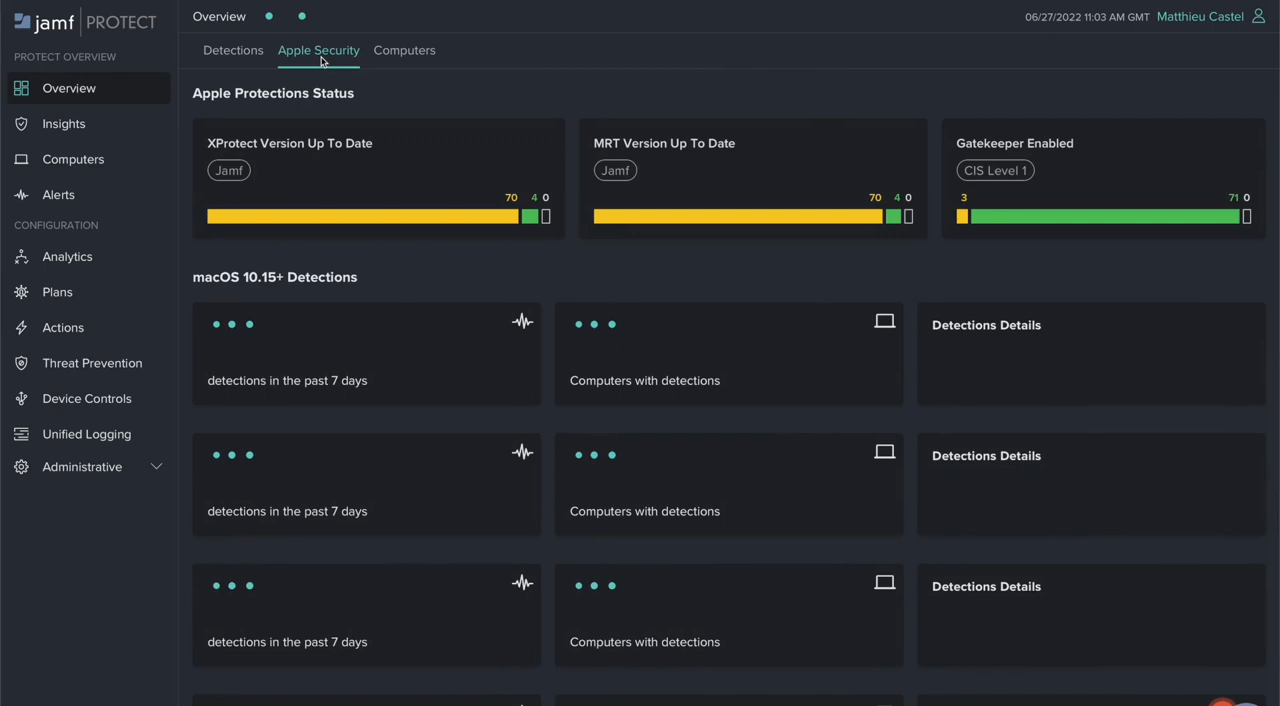 jamf PROTECT
Overview
06/27/2022 11:03 AM GMT Matthieu Castel
PROTECT OVERVIEW
Overview
Insights
Computers
Alerts
CONFIGURATION
Analytics
Plans
Actions
Threat Prevention
Device Controls
Unified Logging
Administrative
Detections Apple Security Computers
Apple Protections Status
XProtect Version Up To Date
Jamf
70 4 0
MRT Version Up To Date
Jamf
70 4 0
Gatekeeper Enabled
CIS Level 1
3 71 0
macOS 10.15+ Detections
detections in the past 7 days
Computers with detections
Detections Details
detections in the past 7 days
Computers with detections
Detections Details
detections in the past 7 days
Computers with detections
Detections Details